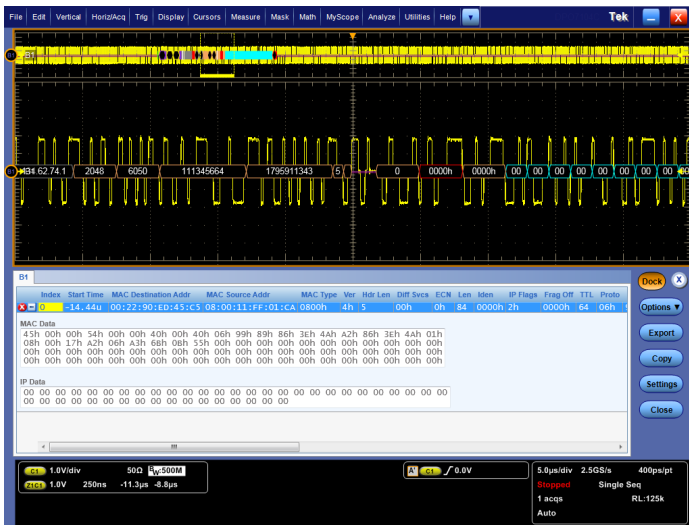 File Edit Vertical Horiz/Acq Trig Display Cursors Measure Mask Math MyScope Analyze Utilities Help Tek X
B1 B1
B1 B4.62.74.1 2048 6050 111345664 1795911343 5 0 0000h 0000h 00 00 00 00 00 00 00 00
B1 Dock X
Index Start Time MAC Destination Addr MAC Source Addr MAC Type Ver Hdr Len Diff Svcs ECN Len Iden IP Flags Frag Off TTL Proto
0 -14.44u 00:22:90:ED:45:C5 08:00:11:FF:01:CA 0800h 4h 5 00h 0h 84 0000h 2h 0000h 64 06h
Options ▼
MAC Data
45h 00h 00h 54h 00h 00h 40h 00h 40h 06h 99h 89h 86h 3Eh 4Ah A2h 86h 3Eh 4Ah 01h
08h 00h 17h A2h 06h A3h 6Bh 0Bh 55h 00h 00h 00h 00h 00h 00h 00h 00h 00h 00h 00h
00h 00h 00h 00h 00h 00h 00h 00h 00h 00h 00h 00h 00h 00h 00h 00h 00h 00h 00h 00h
00h 00h 00h 00h 00h 00h 00h 00h 00h 00h 00h 00h 00h 00h 00h 00h 00h 00h 00h 00h
Export
Copy
IP Data
00 00 00 00 00 00 00 00 00 00 00 00 00 00 00 00 00 00 00 00 00 00 00 00 00
00 00 00 00 00 00 00 00 00 00 00 00 00 00 00
Settings
Close
C1 1.0V/div 50Ω BW:500M
Z1C1 1.0V 250ns -11.3µs -8.8µs
A' C1 0.0V
5.0µs/div 2.5GS/s 400ps/pt
Stopped Single Seq
1 acqs RL:125k
Auto